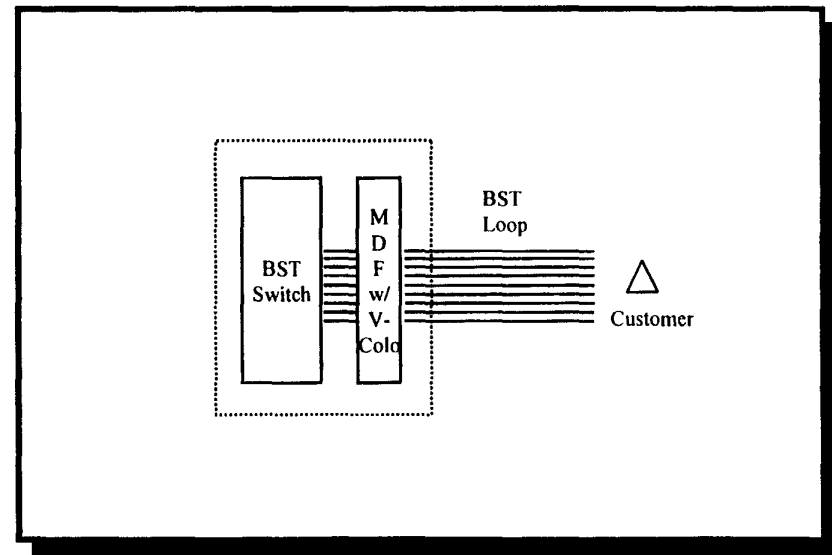 BST
Switch
M
D
F
w/
V-
Colo
BST
Loop
Customer